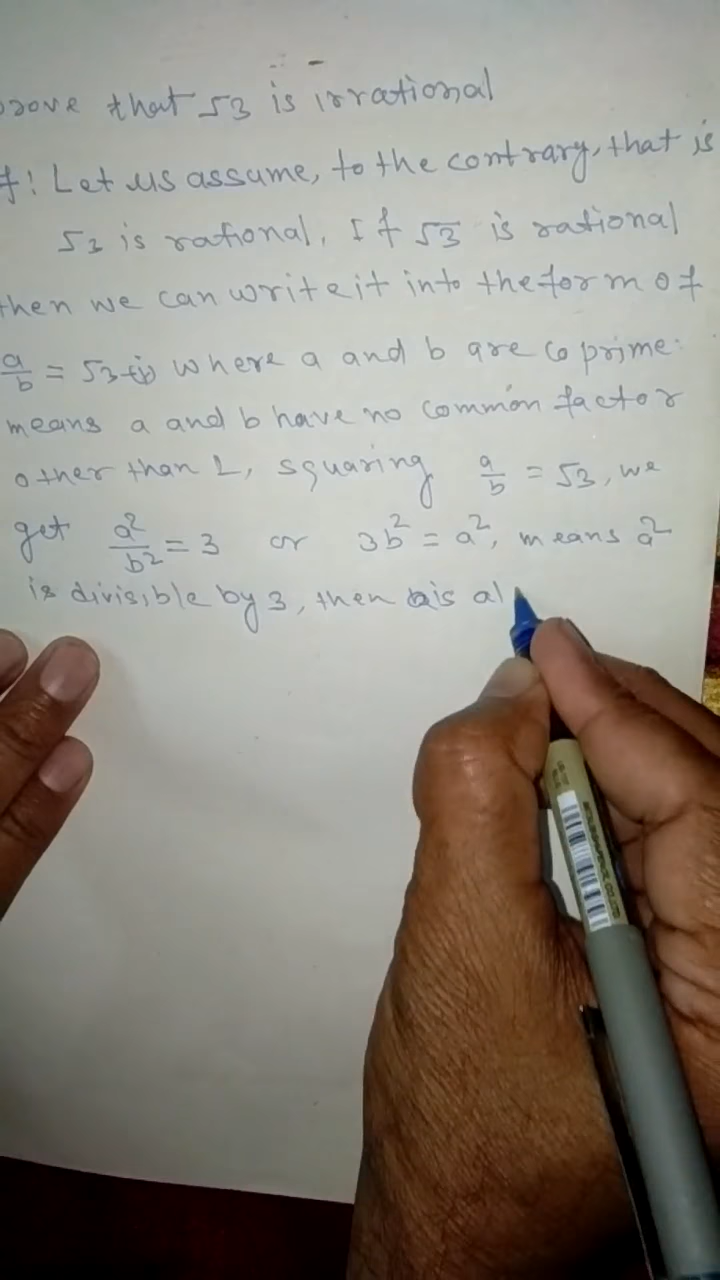 prove that √3 is irrational
f: Let us assume, to the contrary, that is
√3 is rational. If √3 is rational
then we can write it into the form of
a/b = √3 where a and b are co prime.
means a and b have no common factor
other than 1, squaring a/b = √3, we
get a²/b² = 3 or 3b² = a², means a²
is divisible by 3, then a is al